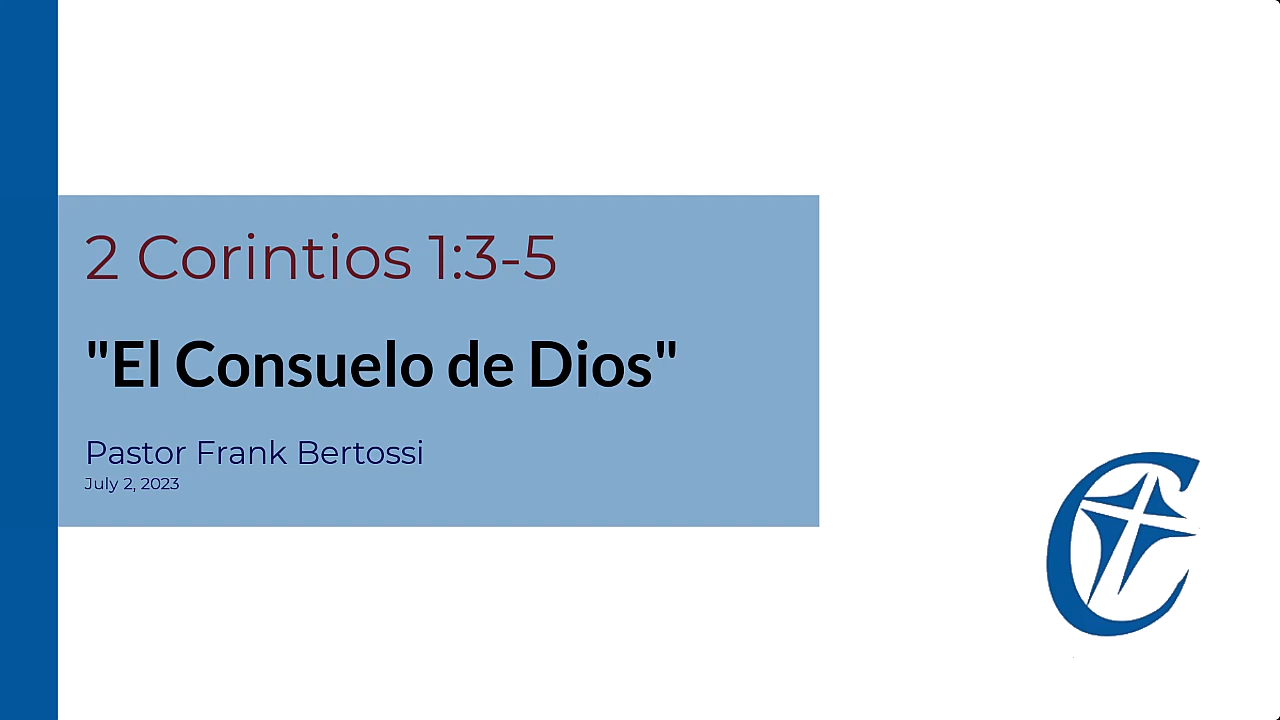 2 Corintios 1:3-5
"El Consuelo de Dios"
Pastor Frank Bertossi
July 2, 2023